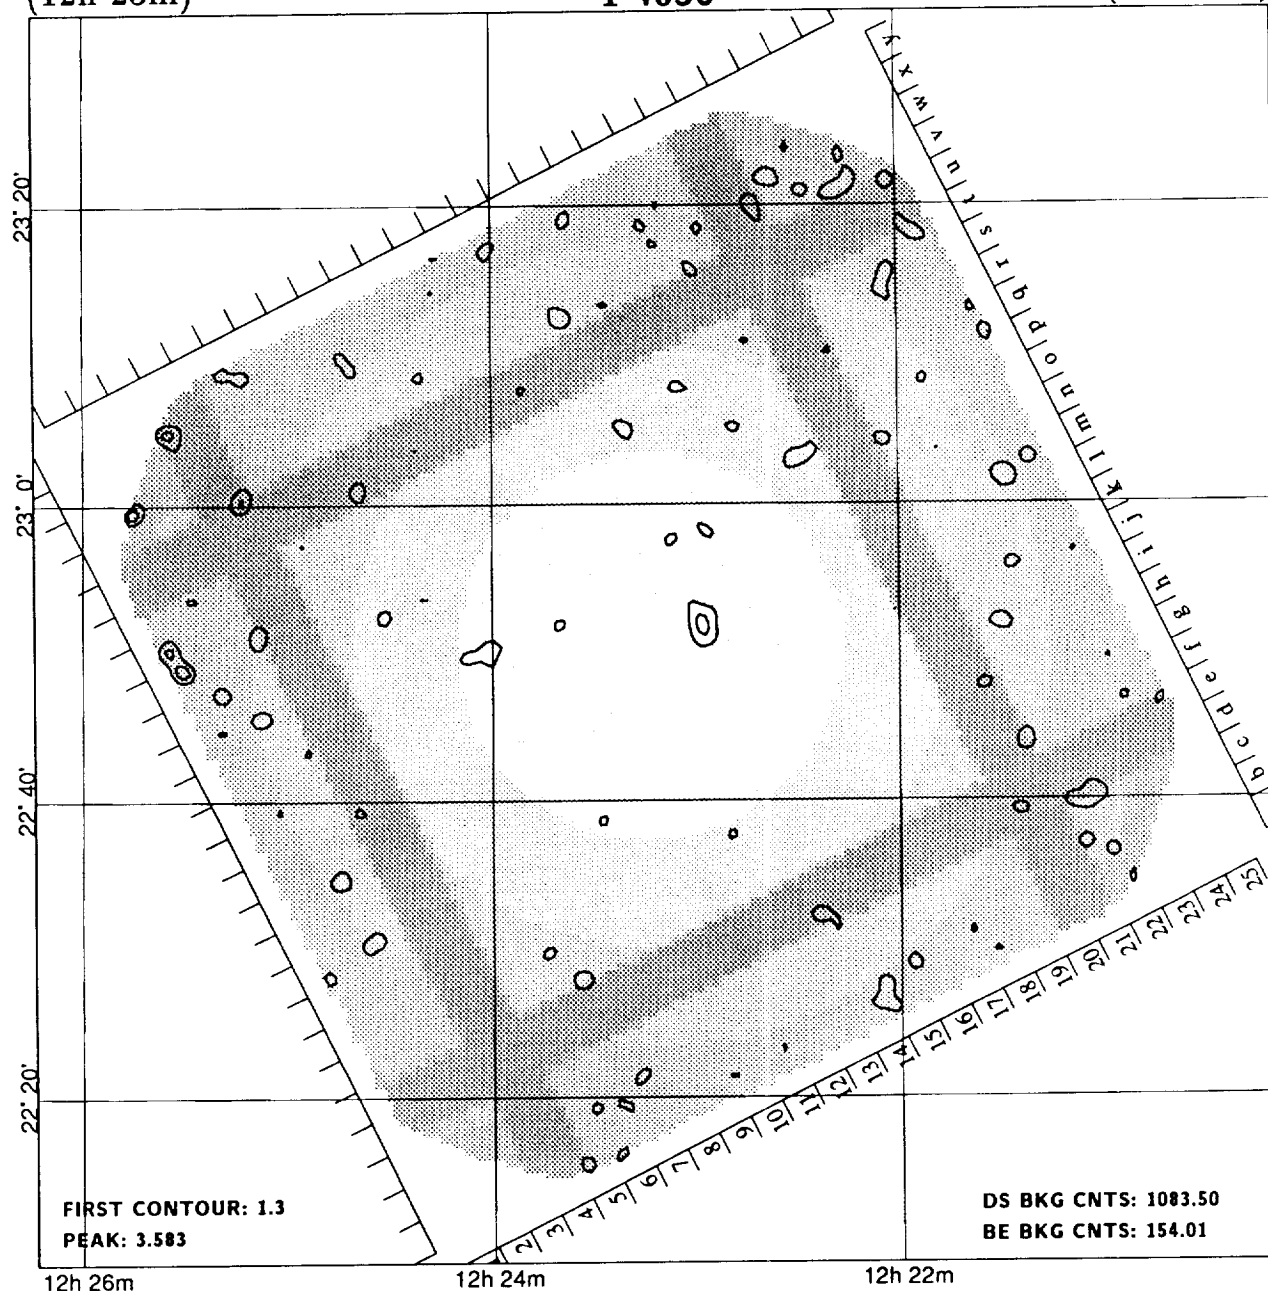 23° 20'
23° 0'
22° 40'
22° 20'
y x w v u t s r q p o n m l k j i h g f e d c b
2 3 4 5 6 7 8 9 10 11 12 13 14 15 16 17 18 19 20 21 22 23 24 25
FIRST CONTOUR: 1.3
PEAK: 3.583
DS BKG CNTS: 1083.50
BE BKG CNTS: 154.01
12h 26m
12h 24m
12h 22m